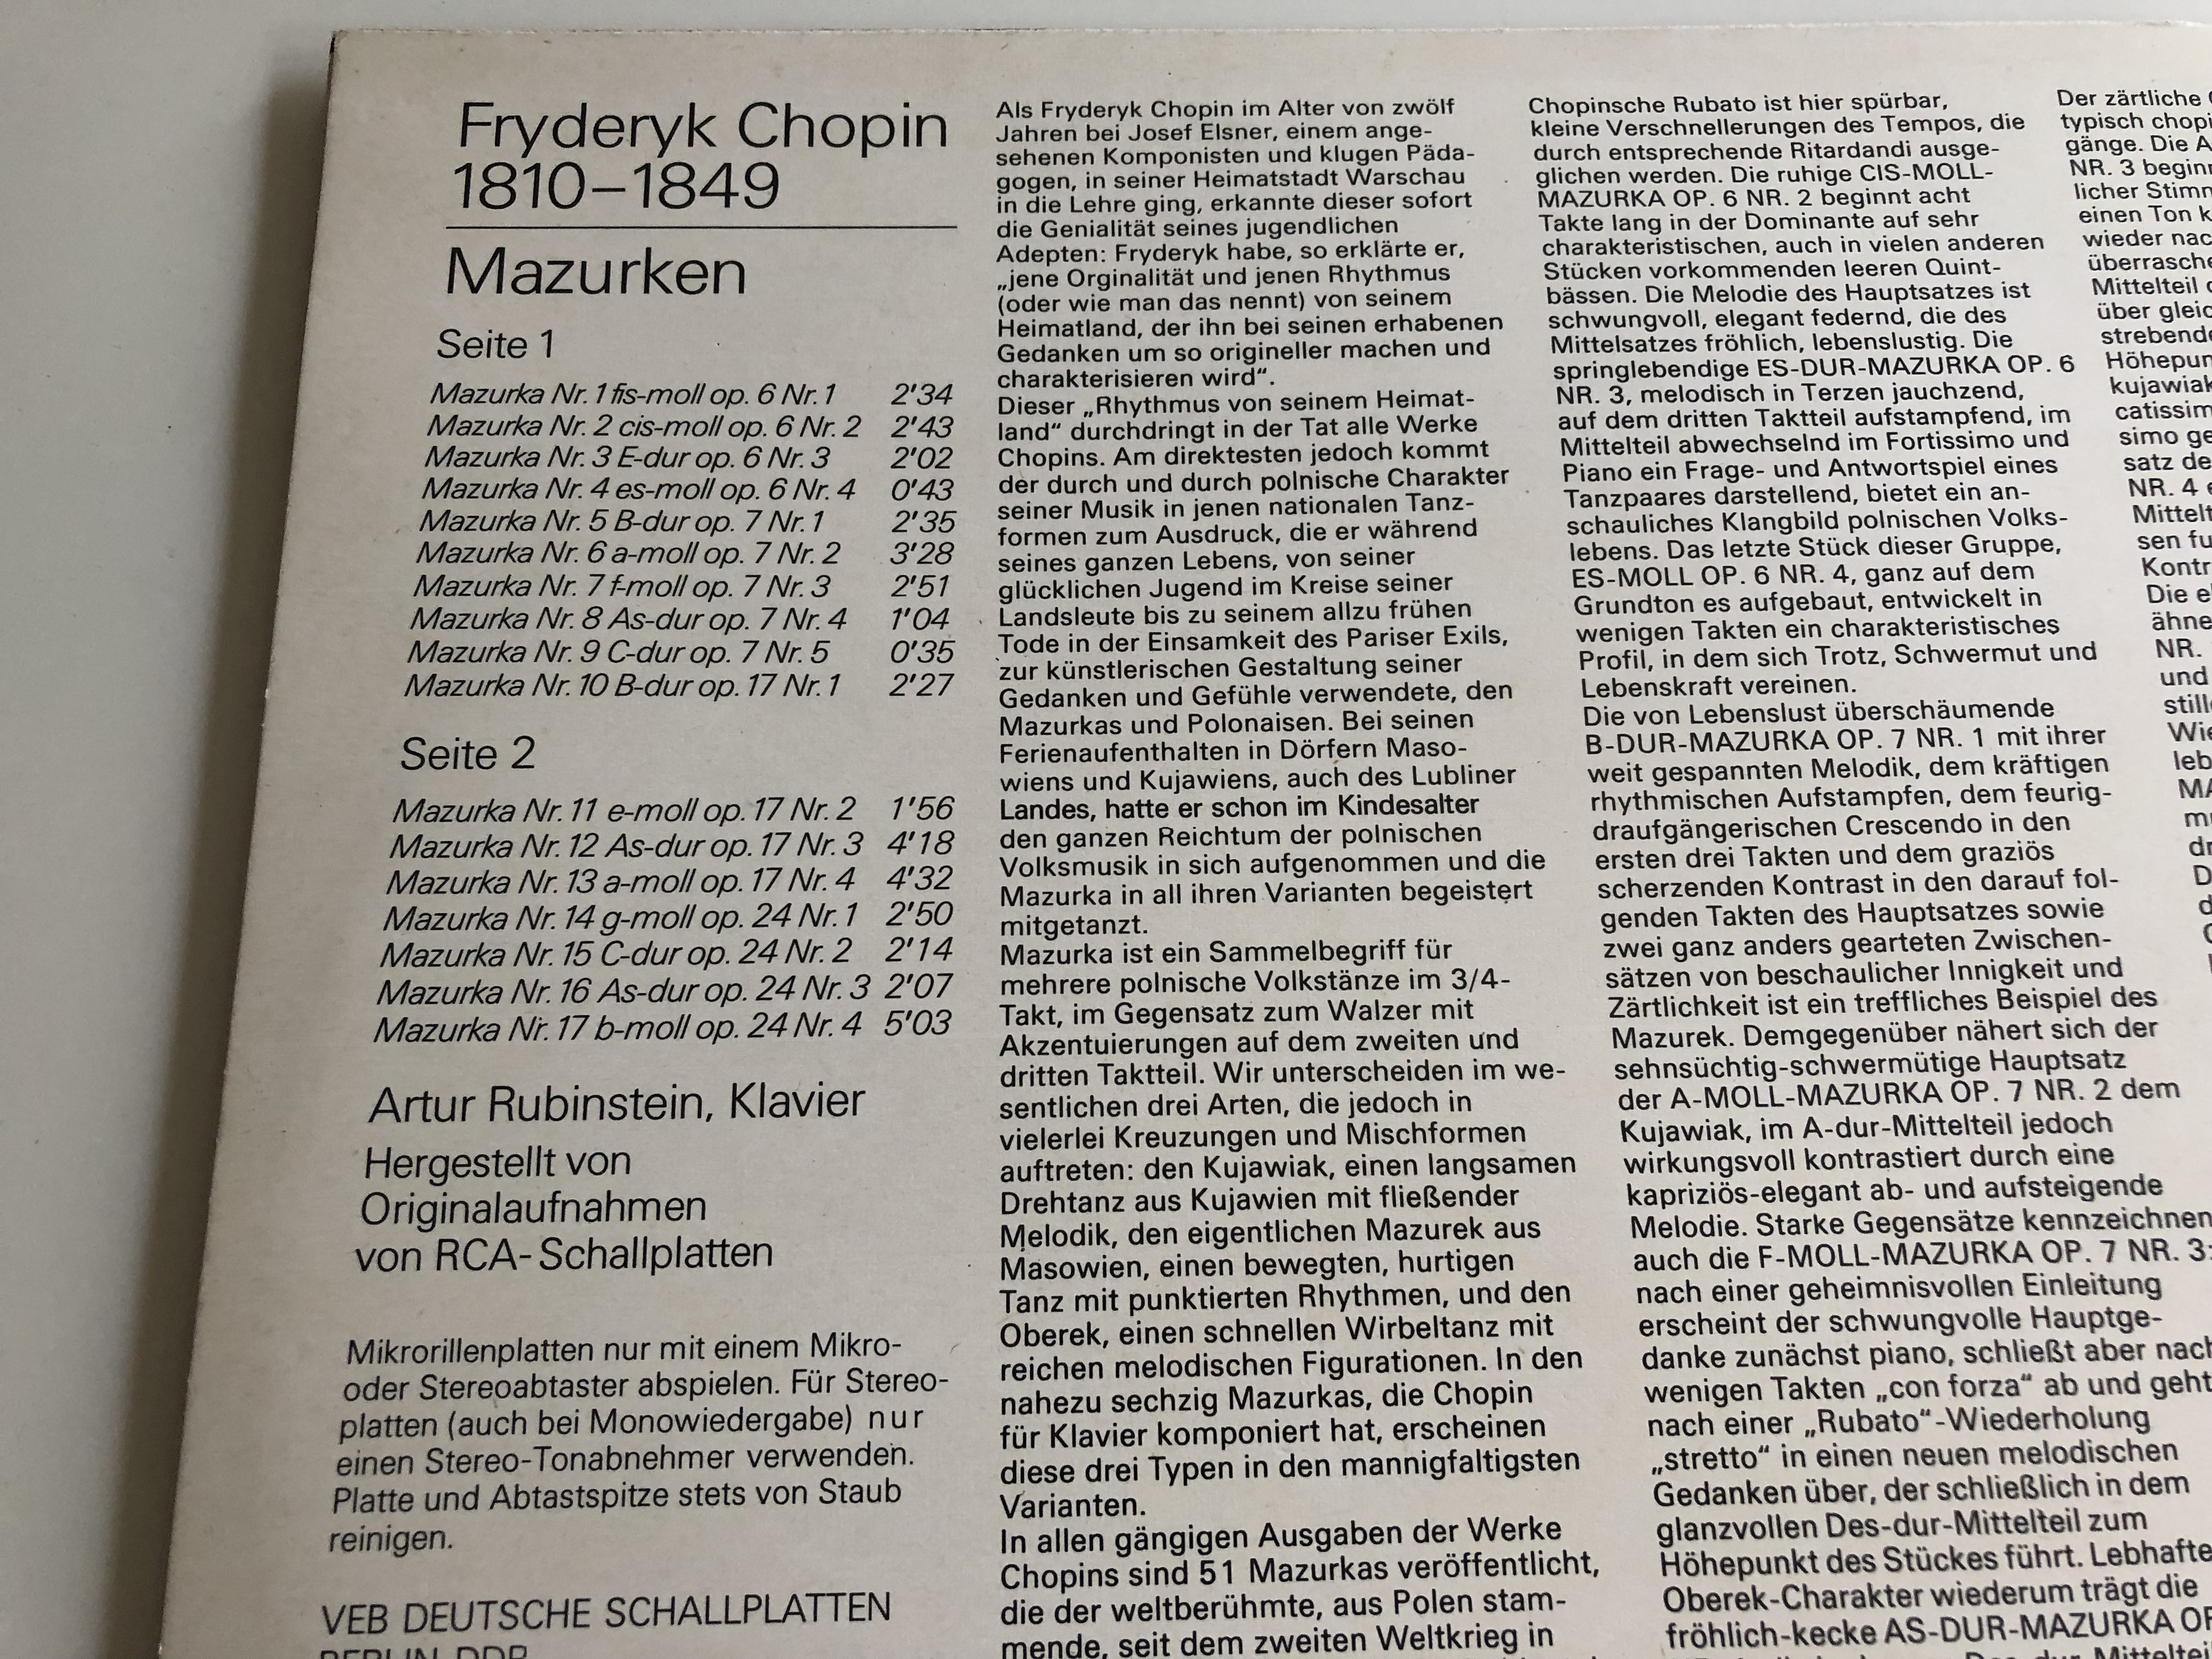 Fryderyk Chopin
1810–1849
Mazurken
Seite 1
Mazurka Nr. 1 fis-moll op. 6 Nr. 1 2'34
Mazurka Nr. 2 cis-moll op. 6 Nr. 2 2'43
Mazurka Nr. 3 E-dur op. 6 Nr. 3 2'02
Mazurka Nr. 4 es-moll op. 6 Nr. 4 0'43
Mazurka Nr. 5 B-dur op. 7 Nr. 1 2'35
Mazurka Nr. 6 a-moll op. 7 Nr. 2 3'28
Mazurka Nr. 7 f-moll op. 7 Nr. 3 2'51
Mazurka Nr. 8 As-dur op. 7 Nr. 4 1'04
Mazurka Nr. 9 C-dur op. 7 Nr. 5 0'35
Mazurka Nr. 10 B-dur op. 17 Nr. 1 2'27
Seite 2
Mazurka Nr. 11 e-moll op. 17 Nr. 2 1'56
Mazurka Nr. 12 As-dur op. 17 Nr. 3 4'18
Mazurka Nr. 13 a-moll op. 17 Nr. 4 4'32
Mazurka Nr. 14 g-moll op. 24 Nr. 1 2'50
Mazurka Nr. 15 C-dur op. 24 Nr. 2 2'14
Mazurka Nr. 16 As-dur op. 24 Nr. 3 2'07
Mazurka Nr. 17 b-moll op. 24 Nr. 4 5'03
Artur Rubinstein, Klavier
Hergestellt von
Originalaufnahmen
von RCA-Schallplatten
Mikrorillenplatten nur mit einem Mikro-
oder Stereoabtaster abspielen. Für Stereo-
platten (auch bei Monowiedergabe) nur
einen Stereo-Tonabnehmer verwenden.
Platte und Abtastspitze stets von Staub
reinigen.
VEB DEUTSCHE SCHALLPLATTEN
BERLIN DDR
Als Fryderyk Chopin im Alter von zwölf
Jahren bei Josef Elsner, einem ange-
sehenen Komponisten und klugen Päda-
gogen, in seiner Heimatstadt Warschau
in die Lehre ging, erkannte dieser sofort
die Genialität seines jugendlichen
Adepten: Fryderyk habe, so erklärte er,
„jene Orginalität und jenen Rhythmus
(oder wie man das nennt) von seinem
Heimatland, der ihn bei seinen erhabenen
Gedanken um so origineller machen und
charakterisieren wird“.
Dieser „Rhythmus von seinem Heimat-
land“ durchdringt in der Tat alle Werke
Chopins. Am direktesten jedoch kommt
der durch und durch polnische Charakter
seiner Musik in jenen nationalen Tanz-
formen zum Ausdruck, die er während
seines ganzen Lebens, von seiner
glücklichen Jugend im Kreise seiner
Landsleute bis zu seinem allzu frühen
Tode in der Einsamkeit des Pariser Exils,
zur künstlerischen Gestaltung seiner
Gedanken und Gefühle verwendete, den
Mazurkas und Polonaisen. Bei seinen
Ferienaufenthalten in Dörfern Maso-
wiens und Kujawiens, auch des Lubliner
Landes, hatte er schon im Kindesalter
den ganzen Reichtum der polnischen
Volksmusik in sich aufgenommen und die
Mazurka in all ihren Varianten begeistert
mitgetanzt.
Mazurka ist ein Sammelbegriff für
mehrere polnische Volkstänze im 3/4-
Takt, im Gegensatz zum Walzer mit
Akzentuierungen auf dem zweiten und
dritten Taktteil. Wir unterscheiden im we-
sentlichen drei Arten, die jedoch in
vielerlei Kreuzungen und Mischformen
auftreten: den Kujawiak, einen langsamen
Drehtanz aus Kujawien mit fließender
Melodik, den eigentlichen Mazurek aus
Masowien, einen bewegten, hurtigen
Tanz mit punktierten Rhythmen, und den
Oberek, einen schnellen Wirbeltanz mit
reichen melodischen Figurationen. In den
nahezu sechzig Mazurkas, die Chopin
für Klavier komponiert hat, erscheinen
diese drei Typen in den mannigfaltigsten
Varianten.
In allen gängigen Ausgaben der Werke
Chopins sind 51 Mazurkas veröffentlicht,
die der weltberühmte, aus Polen stam-
mende, seit dem zweiten Weltkrieg in
Chopinsche Rubato ist hier spürbar,
kleine Verschnellerungen des Tempos, die
durch entsprechende Ritardandi ausge-
glichen werden. Die ruhige CIS-MOLL-
MAZURKA OP. 6 NR. 2 beginnt acht
Takte lang in der Dominante auf sehr
charakteristischen, auch in vielen anderen
Stücken vorkommenden leeren Quint-
bässen. Die Melodie des Hauptsatzes ist
schwungvoll, elegant federnd, die des
Mittelsatzes fröhlich, lebenslustig. Die
springlebendige ES-DUR-MAZURKA OP. 6
NR. 3, melodisch in Terzen jauchzend,
auf dem dritten Taktteil aufstampfend, im
Mittelteil abwechselnd im Fortissimo und
Piano ein Frage- und Antwortspiel eines
Tanzpaares darstellend, bietet ein an-
schauliches Klangbild polnischen Volks-
lebens. Das letzte Stück dieser Gruppe,
ES-MOLL OP. 6 NR. 4, ganz auf dem
Grundton es aufgebaut, entwickelt in
wenigen Takten ein charakteristisches
Profil, in dem sich Trotz, Schwermut und
Lebenskraft vereinen.
Die von Lebenslust überschäumende
B-DUR-MAZURKA OP. 7 NR. 1 mit ihrer
weit gespannten Melodik, dem kräftigen
rhythmischen Aufstampfen, dem feurig-
draufgängerischen Crescendo in den
ersten drei Takten und dem graziös
scherzenden Kontrast in den darauf fol-
genden Takten des Hauptsatzes sowie
zwei ganz anders gearteten Zwischen-
sätzen von beschaulicher Innigkeit und
Zärtlichkeit ist ein treffliches Beispiel des
Mazurek. Demgegenüber nähert sich der
sehnsüchtig-schwermütige Hauptsatz
der A-MOLL-MAZURKA OP. 7 NR. 2 dem
Kujawiak, im A-dur-Mittelteil jedoch
wirkungsvoll kontrastiert durch eine
kapriziös-elegant ab- und aufsteigende
Melodie. Starke Gegensätze kennzeichnen
auch die F-MOLL-MAZURKA OP. 7 NR. 3:
nach einer geheimnisvollen Einleitung
erscheint der schwungvolle Hauptge-
danke zunächst piano, schließt aber nach
wenigen Takten „con forza“ ab und geht
nach einer „Rubato“-Wiederholung
„stretto“ in einen neuen melodischen
Gedanken über, der schließlich in dem
glanzvollen Des-dur-Mittelteil zum
Höhepunkt des Stückes führt. Lebhafte
Oberek-Charakter wiederum trägt die
fröhlich-kecke AS-DUR-MAZURKA
Der zärtliche
typisch
gänge. Die
NR. 3
licher
einen Ton
wieder

Mittelteil
über

simo
satz
NR. 4

sen

Die

NR.
und